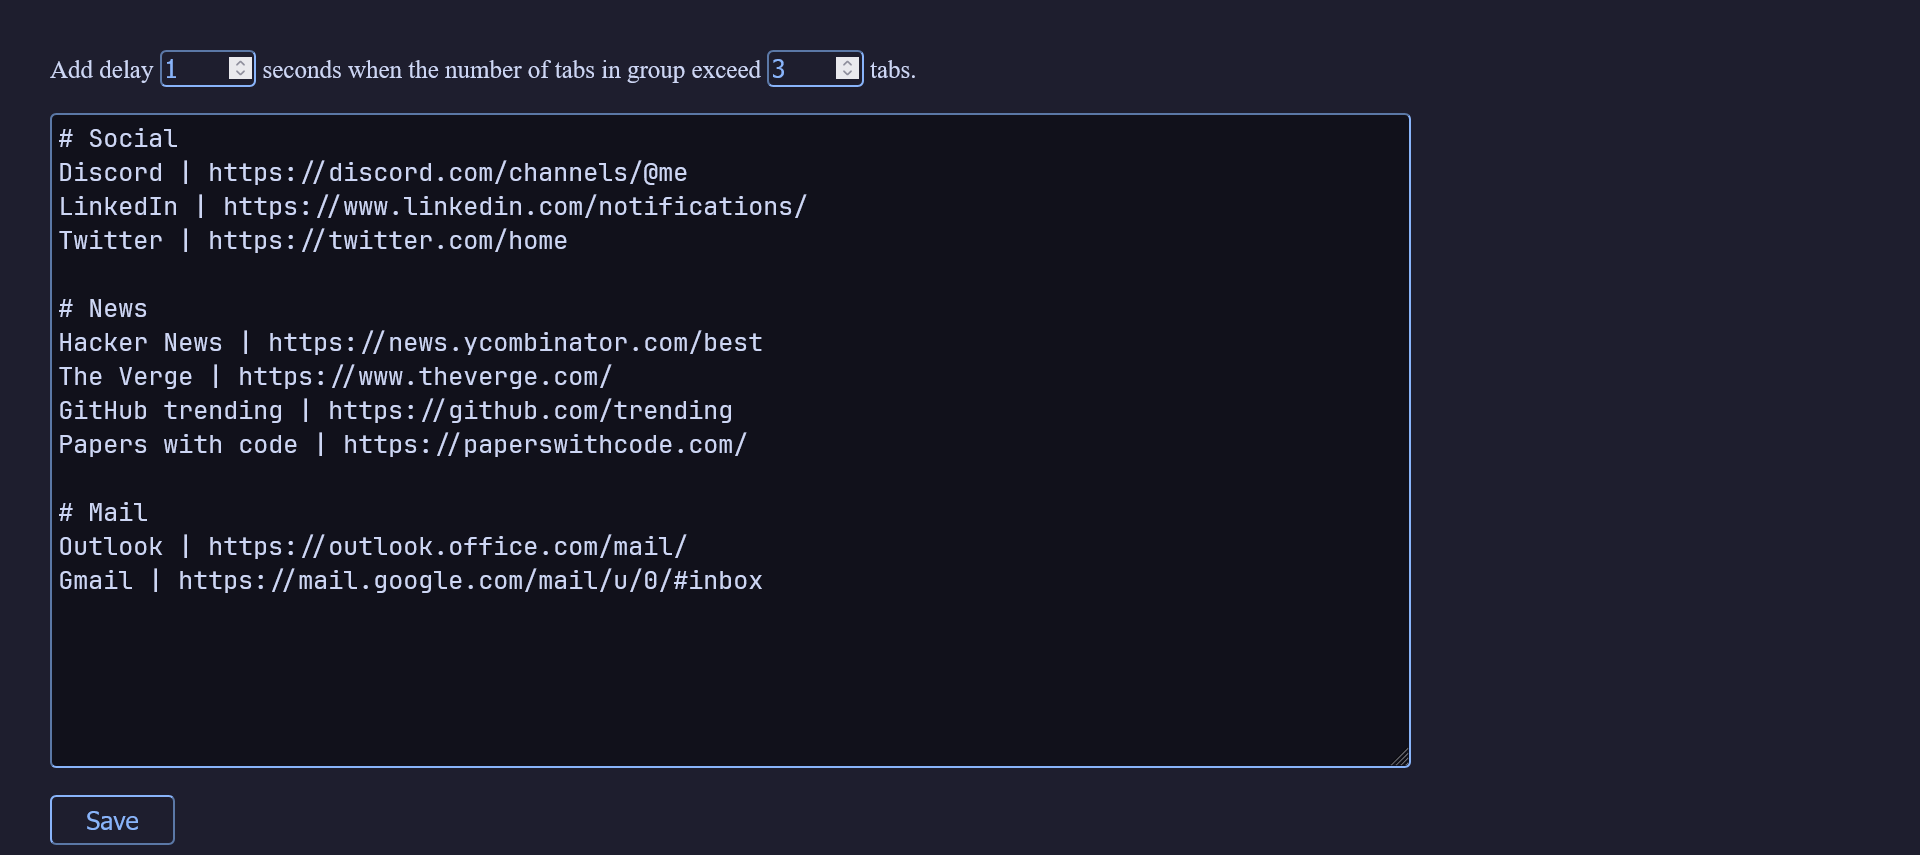 Add delay 1 seconds when the number of tabs in group exceed 3 tabs.
# Social
Discord | https://discord.com/channels/@me
LinkedIn | https://www.linkedin.com/notifications/
Twitter | https://twitter.com/home
# News
Hacker News | https://news.ycombinator.com/best
The Verge | https://www.theverge.com/
GitHub trending | https://github.com/trending
Papers with code | https://paperswithcode.com/
# Mail
Outlook | https://outlook.office.com/mail/
Gmail | https://mail.google.com/mail/u/0/#inbox
Save